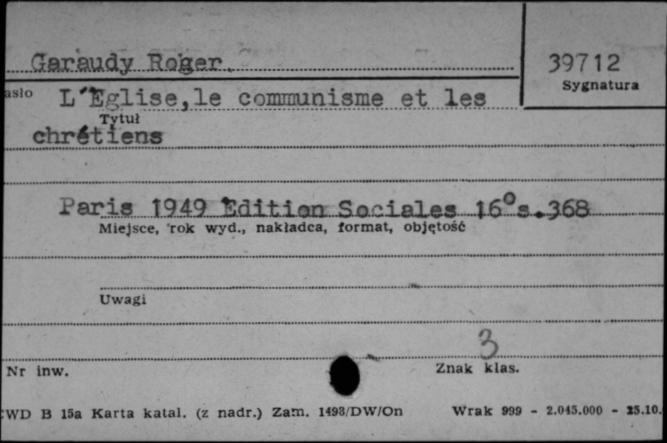 Garaudy Roger
39712
Sygnatura
asło L'Eglise, le communisme et les
Tytuł
chrétiens
Paris 1949 Edition Sociales 16° s. 368
Miejsce, rok wyd., nakładca, format, objętość
Uwagi
3
Nr inw.
Znak klas.
WD B 15a Karta katal. (z nadr.) Zam. 1498/DW/On Wrak 999 - 2.045.000 - 25.10.